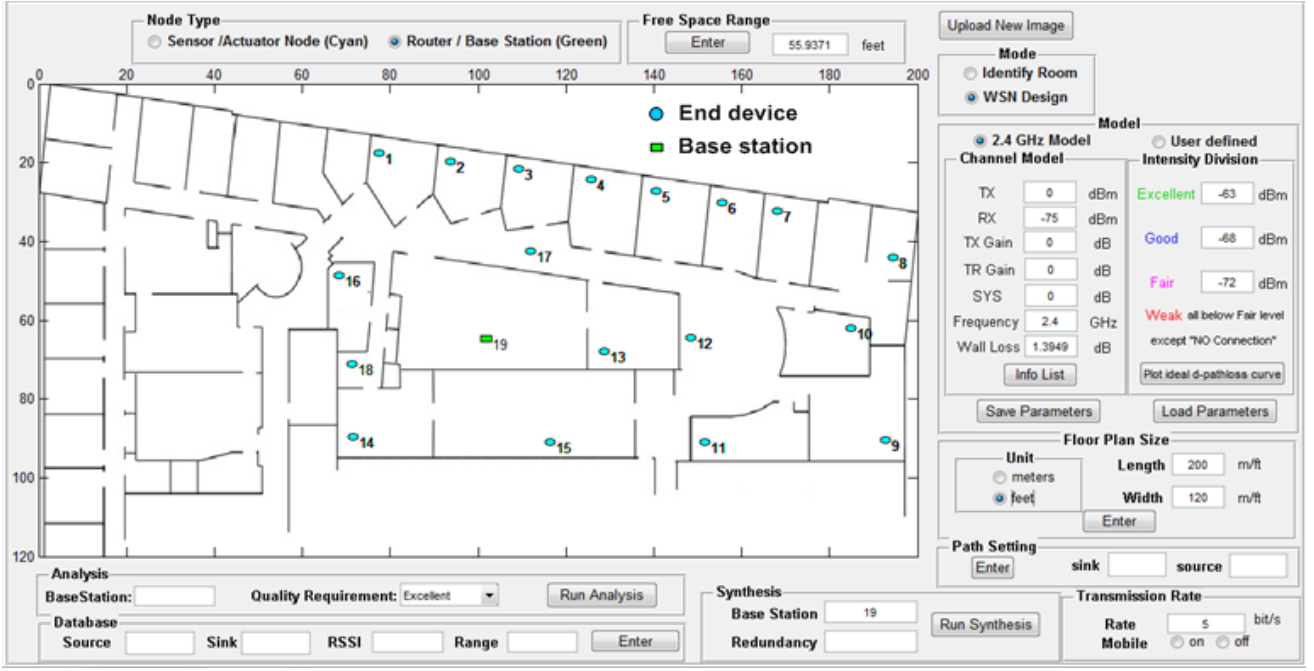 Node Type
Sensor /Actuator Node (Cyan) Router / Base Station (Green)
Free Space Range
Enter 55.9371 feet
Upload New Image
Mode
Identify Room
WSN Design
0 20 40 60 80 100 120 140 160 180 200
0
20
40
60
80
100
120
End device
Base station
1
2
3
4
5
6
7
8
17
16
10
19
13
12
18
14
15
11
9
Model
2.4 GHz Model User defined
Channel Model
TX 0 dBm
RX -75 dBm
TX Gain 0 dB
TR Gain 0 dB
SYS 0 dB
Frequency 2.4 GHz
Wall Loss 1.3949 dB
Info List
Intensity Division
Excellent -63 dBm
Good -68 dBm
Fair -72 dBm
Weak all below Fair level
except "NO Connection"
Plot ideal d-pathloss curve
Save Parameters Load Parameters
Floor Plan Size
Unit
meters
feet
Length 200 m/ft
Width 120 m/ft
Enter
Path Setting
Enter sink source
Analysis
BaseStation: Quality Requirement: Excellent Run Analysis
Database
Source Sink RSSI Range Enter
Synthesis
Base Station 19
Redundancy
Run Synthesis
Transmission Rate
Rate 5 bit/s
Mobile on off